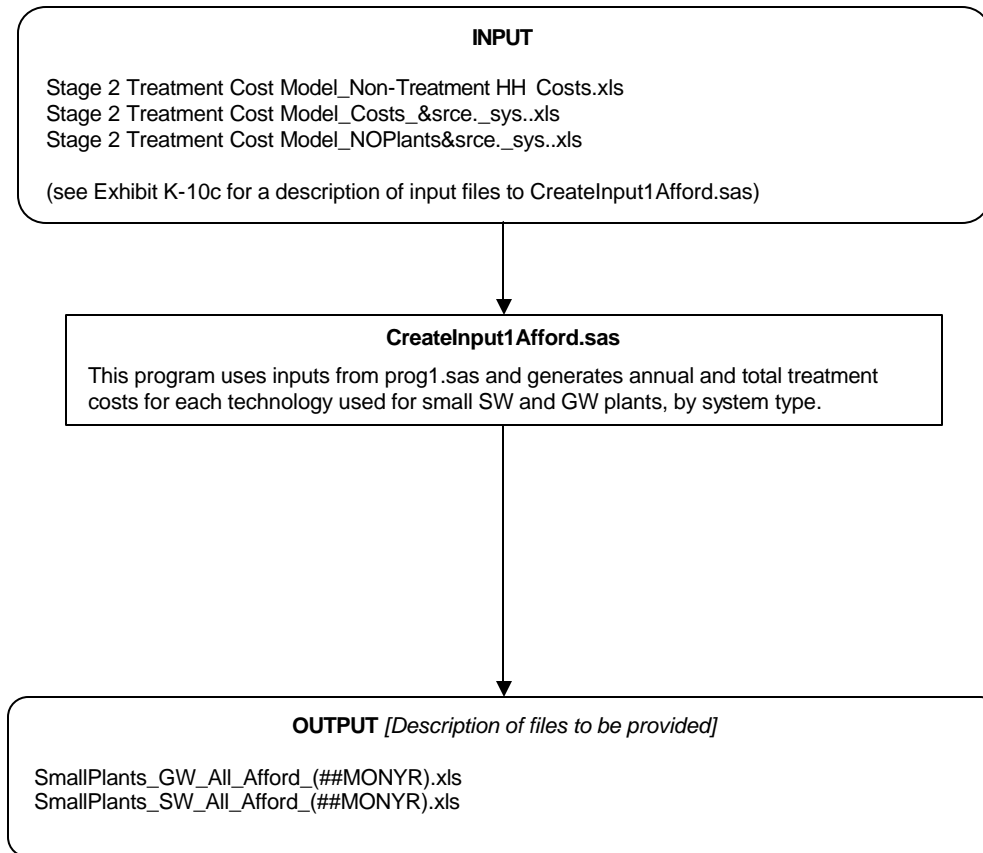 INPUT
Stage 2 Treatment Cost Model_Non-Treatment HH Costs.xls
Stage 2 Treatment Cost Model_Costs_&srce._sys..xls
Stage 2 Treatment Cost Model_NOPlants&srce._sys..xls
(see Exhibit K-10c for a description of input files to CreateInput1Afford.sas)
CreateInput1Afford.sas
This program uses inputs from prog1.sas and generates annual and total treatment
costs for each technology used for small SW and GW plants, by system type.
OUTPUT [Description of files to be provided]
SmallPlants_GW_All_Afford_(##MONYR).xls
SmallPlants_SW_All_Afford_(##MONYR).xls